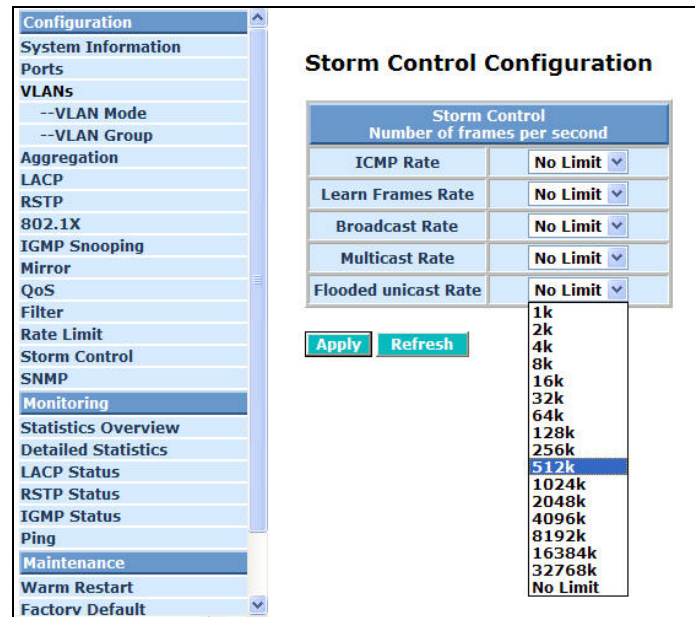 Configuration
System Information
Ports
VLANs
--VLAN Mode
--VLAN Group
Aggregation
LACP
RSTP
802.1X
IGMP Snooping
Mirror
QoS
Filter
Rate Limit
Storm Control
SNMP
Monitoring
Statistics Overview
Detailed Statistics
LACP Status
RSTP Status
IGMP Status
Ping
Maintenance
Warm Restart
Factory Default
Storm Control Configuration
Storm Control
Number of frames per second
ICMP Rate No Limit
Learn Frames Rate No Limit
Broadcast Rate No Limit
Multicast Rate No Limit
Flooded unicast Rate No Limit
1k
2k
4k
8k
16k
32k
64k
128k
256k
512k
1024k
2048k
4096k
8192k
16384k
32768k
No Limit
Apply Refresh